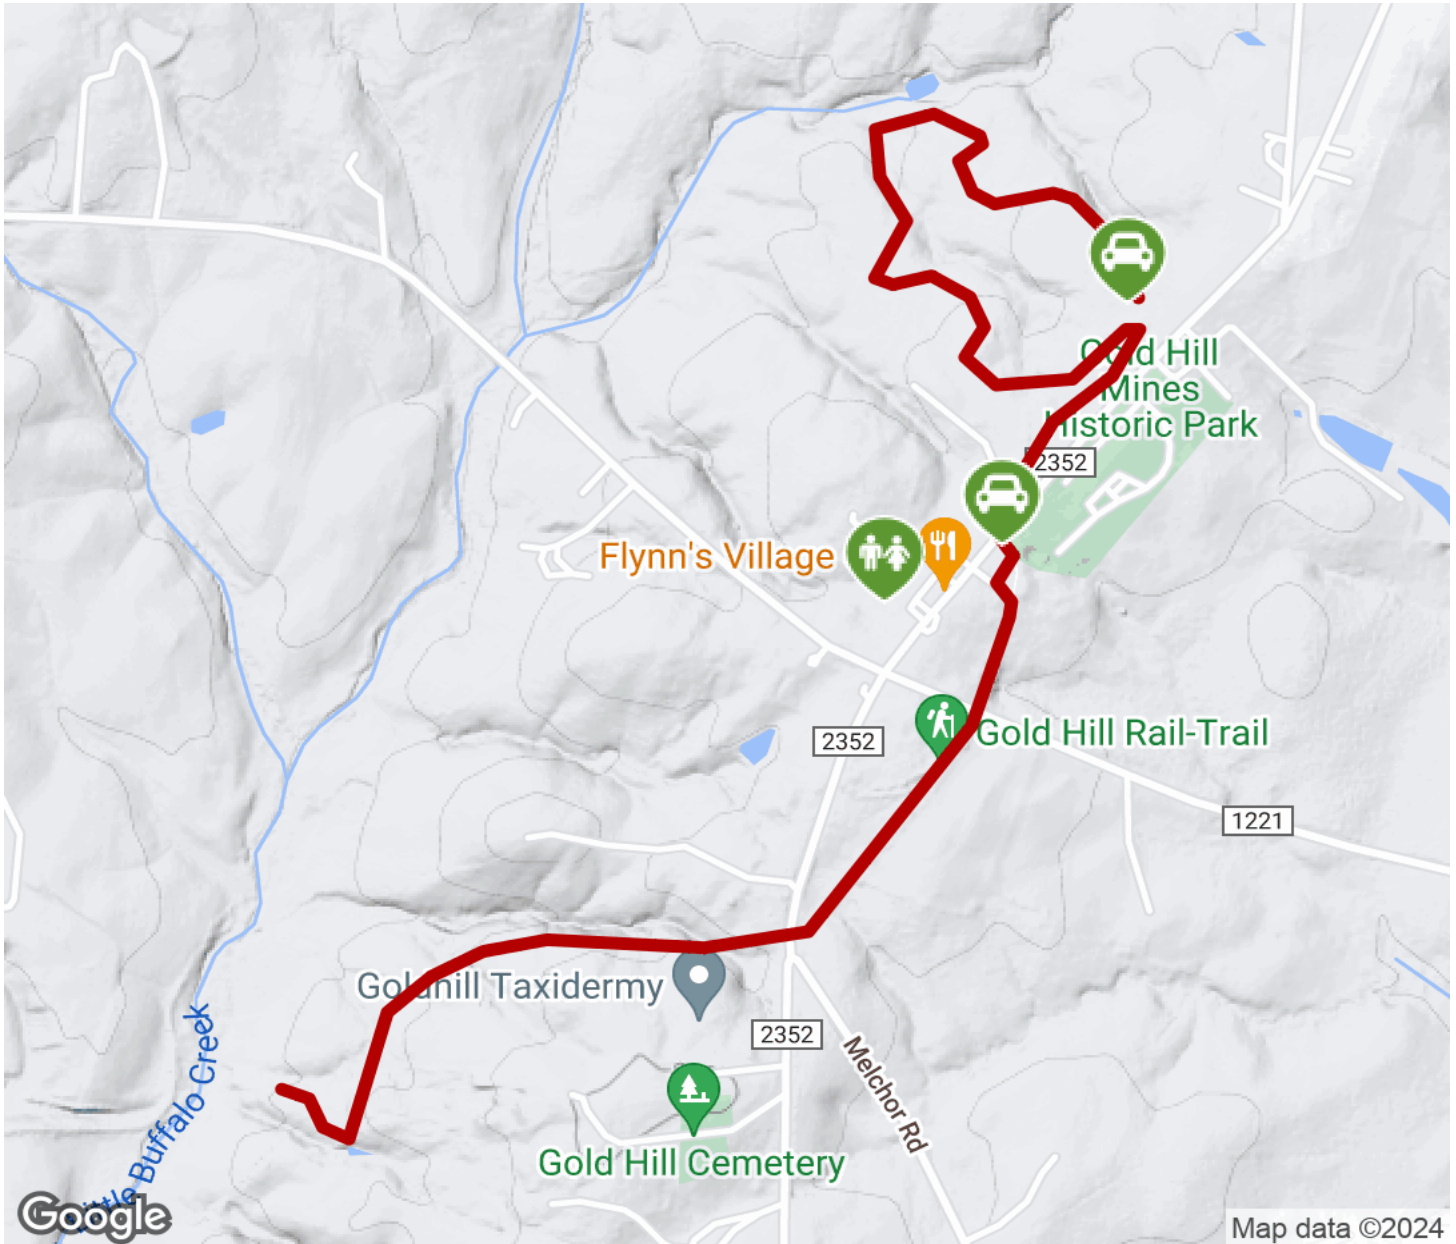 Gold Hill
Mines
Historic Park
2352
Flynn's Village
Gold Hill Rail-Trail
2352
1221
Goldhill Taxidermy
2352
Melchor Rd
Little Buffalo Creek
Gold Hill Cemetery
Google
Map data ©2024